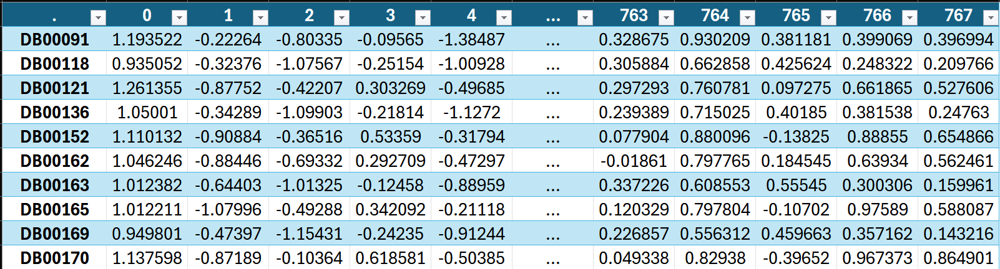 . 0 1 2 3 4 ... 763 764 765 766 767
DB00091 1.193522 -0.22264 -0.80335 -0.09565 -1.38487 ... 0.328675 0.930209 0.381181 0.399069 0.396994
DB00118 0.935052 -0.32376 -1.07567 -0.25154 -1.00928 ... 0.305884 0.662858 0.425624 0.248322 0.209766
DB00121 1.261355 -0.87752 -0.42207 0.303269 -0.49685 ... 0.297293 0.760781 0.097275 0.661865 0.527606
DB00136 1.05001 -0.34289 -1.09903 -0.21814 -1.1272 ... 0.239389 0.715025 0.40185 0.381538 0.24763
DB00152 1.110132 -0.90884 -0.36516 0.53359 -0.31794 ... 0.077904 0.880096 -0.13825 0.88855 0.654866
DB00162 1.046246 -0.88446 -0.69332 0.292709 -0.47297 ... -0.01861 0.797765 0.184545 0.63934 0.562461
DB00163 1.012382 -0.64403 -1.01325 -0.12458 -0.88959 ... 0.337226 0.608553 0.55545 0.300306 0.159961
DB00165 1.012211 -1.07996 -0.49288 0.342092 -0.21118 ... 0.120329 0.797804 -0.10702 0.97589 0.588087
DB00169 0.949801 -0.47397 -1.15431 -0.24235 -0.91244 ... 0.226857 0.556312 0.459663 0.357162 0.143216
DB00170 1.137598 -0.87189 -0.10364 0.618581 -0.50385 ... 0.049338 0.82938 -0.39652 0.967373 0.864901